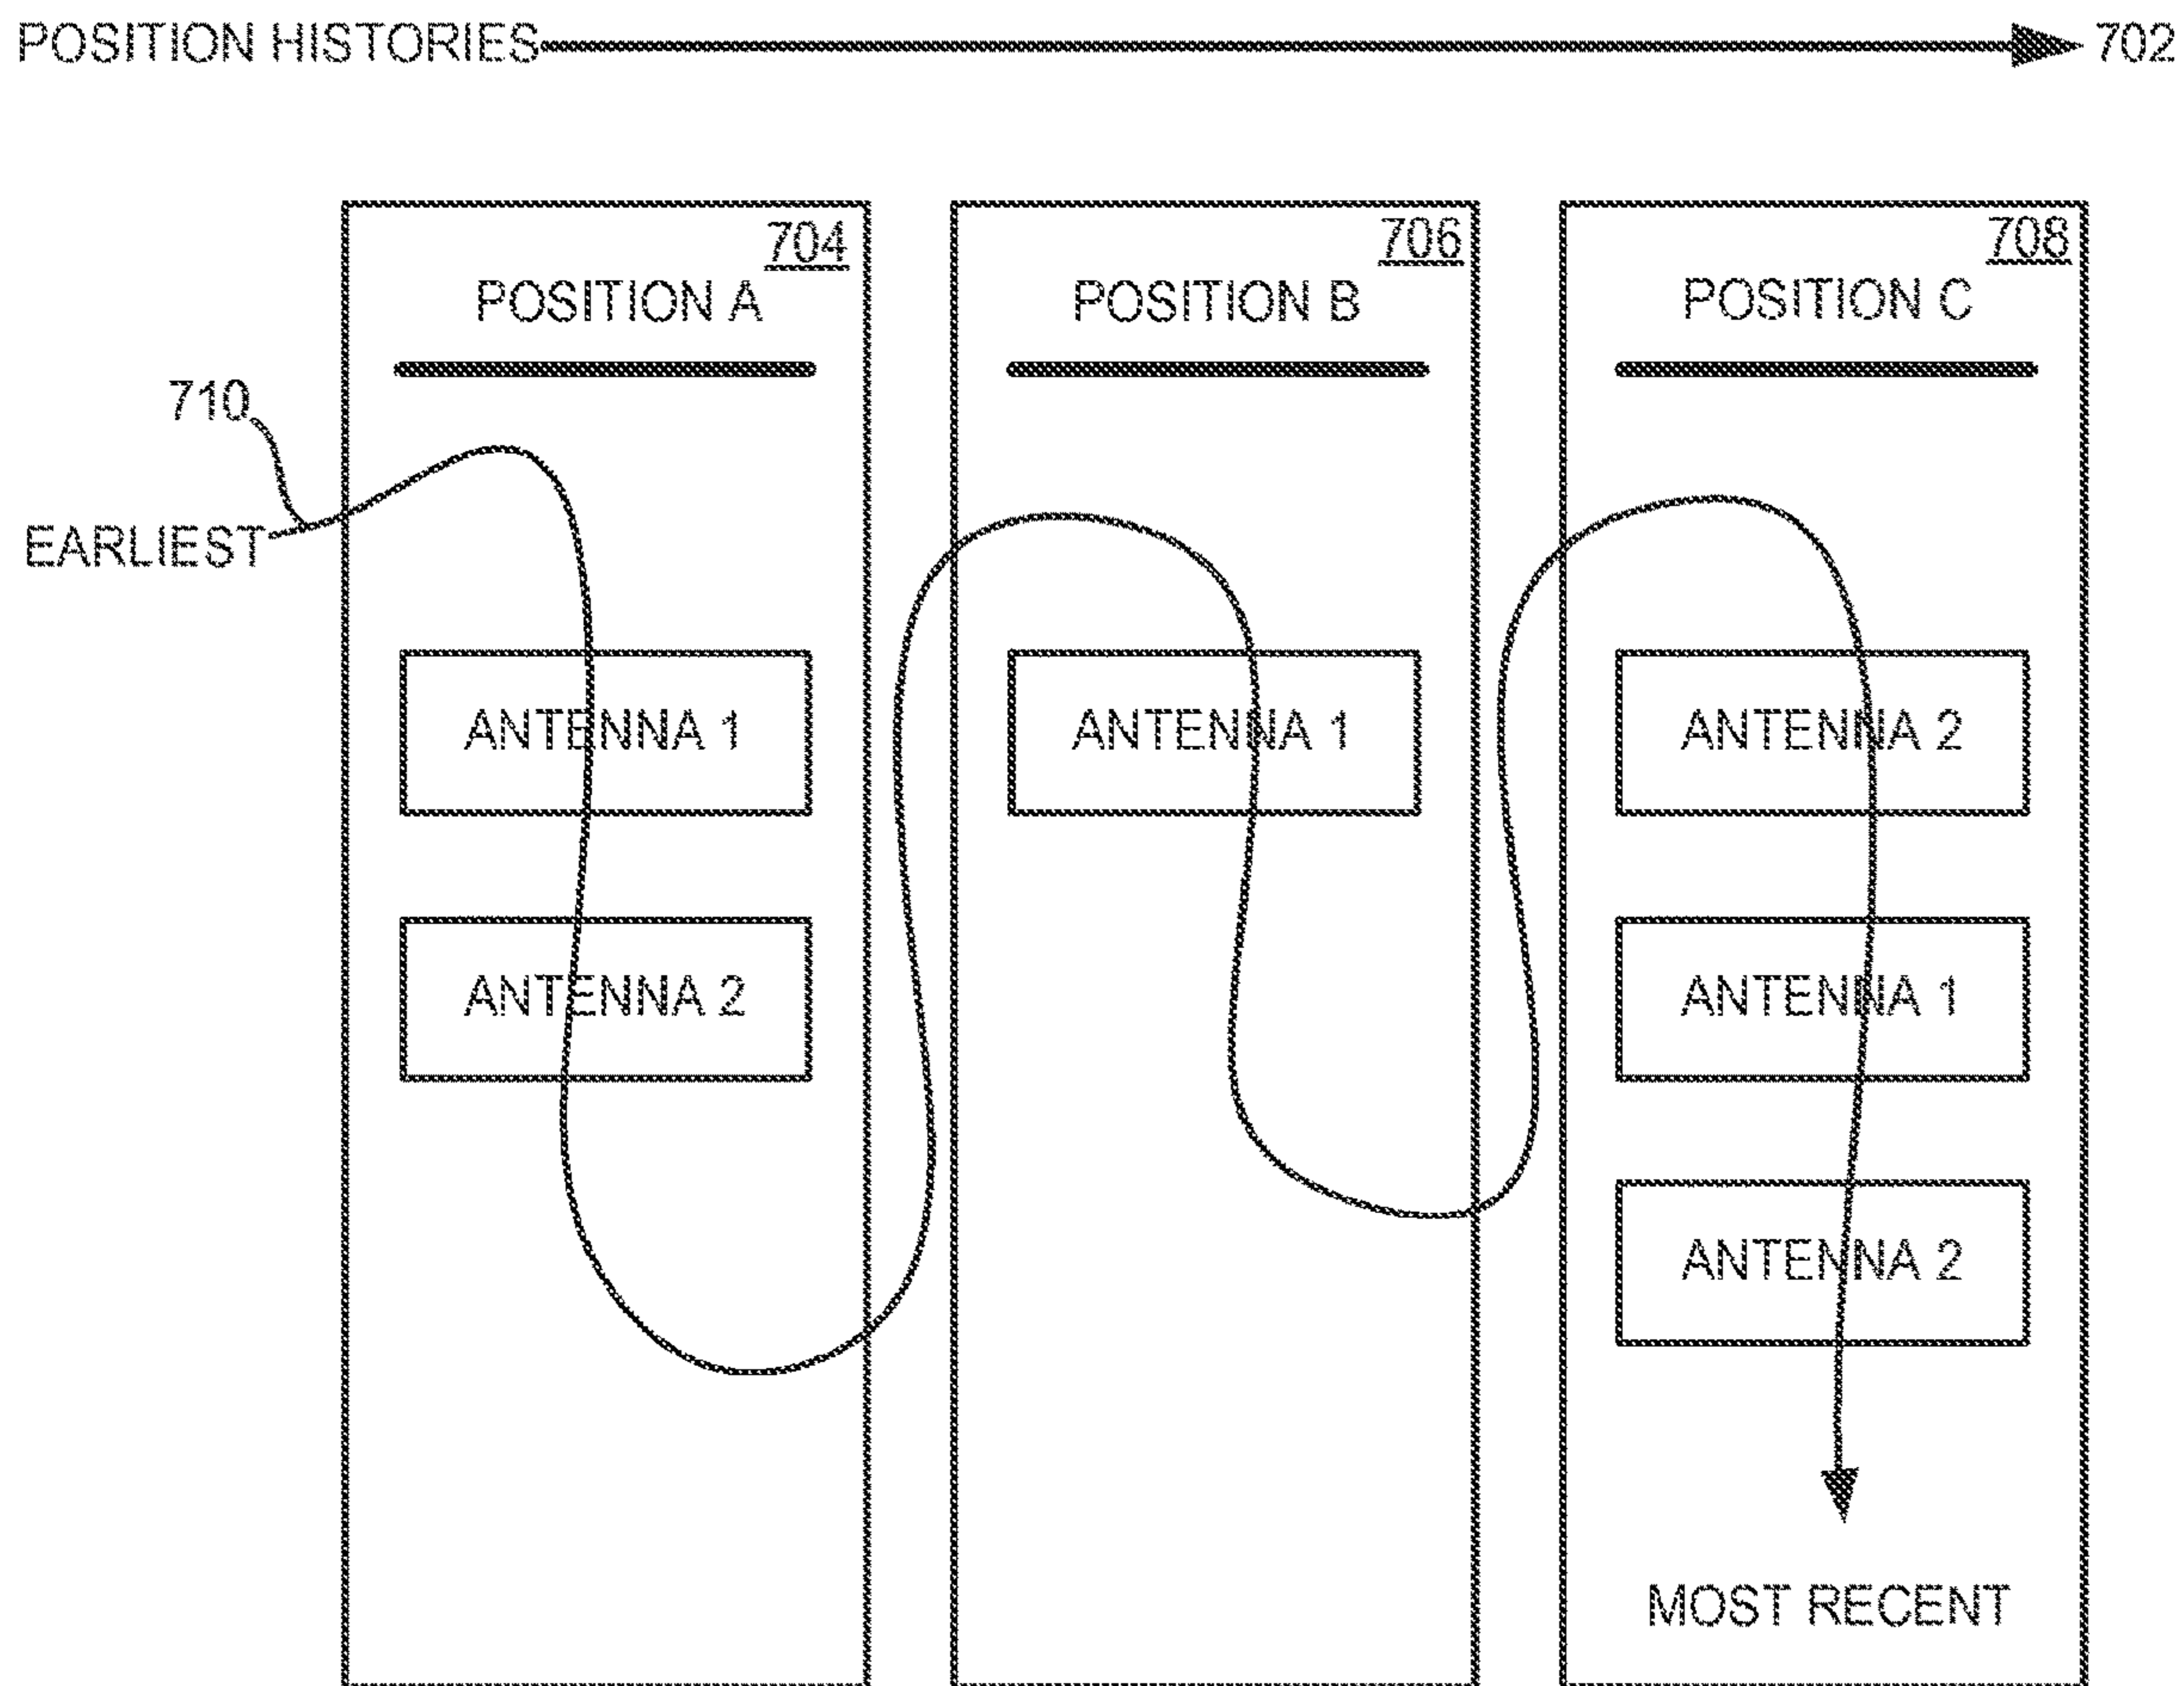 POSITION HISTORIES 702
704
POSITION A
706
POSITION B
708
POSITION C
710
EARLIEST
ANTENNA 1
ANTENNA 2
ANTENNA 1
ANTENNA 2
ANTENNA 1
ANTENNA 2
MOST RECENT